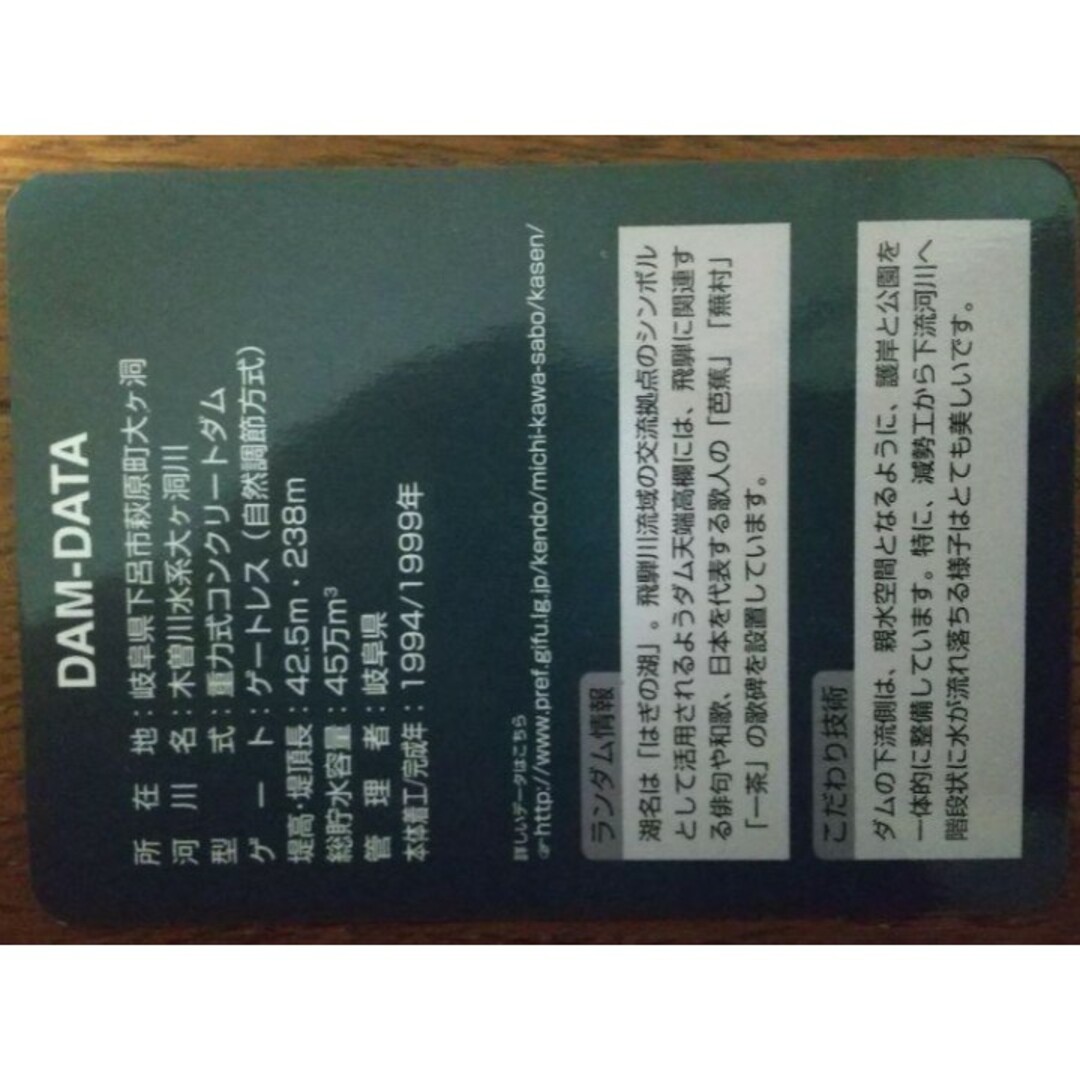 DAM-DATA
所在地：岐阜県下呂市萩原町大ヶ洞
河川名：木曽川水系大ヶ洞川
型式：重力式コンクリートダム
ゲート：ゲートレス（自然調節方式）
堤高・堤頂長：42.5m・238m
総貯水容量：45万m³
管理者：岐阜県
本体着工/完成年：1994/1999年
詳しいデータはこちら
☞http://www.pref.gifu.lg.jp/kendo/michi-kawa-sabo/kasen/
ランダム情報
湖名は「はぎの湖」。飛騨川流域の交流拠点のシンボル
として活用されるようダム天端高欄には、飛騨に関連す
る俳句や和歌、日本を代表する歌人の「芭蕉」「蕪村」
「一茶」の歌碑を設置しています。
こだわり技術
ダムの下流側は、親水空間となるように、護岸と公園を
一体的に整備しています。特に、減勢工から下流河川へ
階段状に水が流れ落ちる様子はとても美しいです。